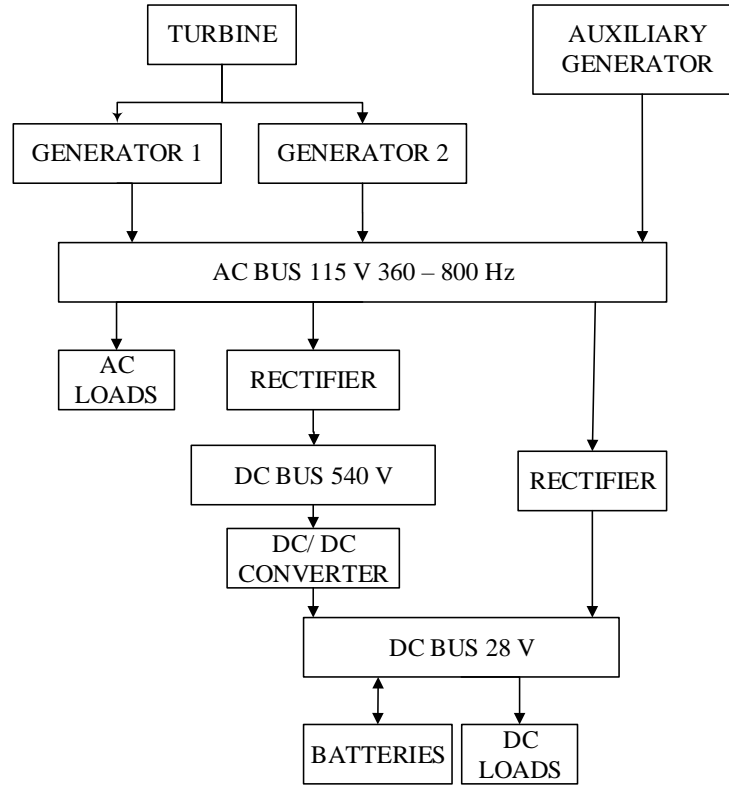 TURBINE
AUXILIARY
GENERATOR
GENERATOR 1
GENERATOR 2
AC BUS 115 V 360 – 800 Hz
AC
LOADS
RECTIFIER
DC BUS 540 V
RECTIFIER
DC/ DC
CONVERTER
DC BUS 28 V
BATTERIES
DC
LOADS